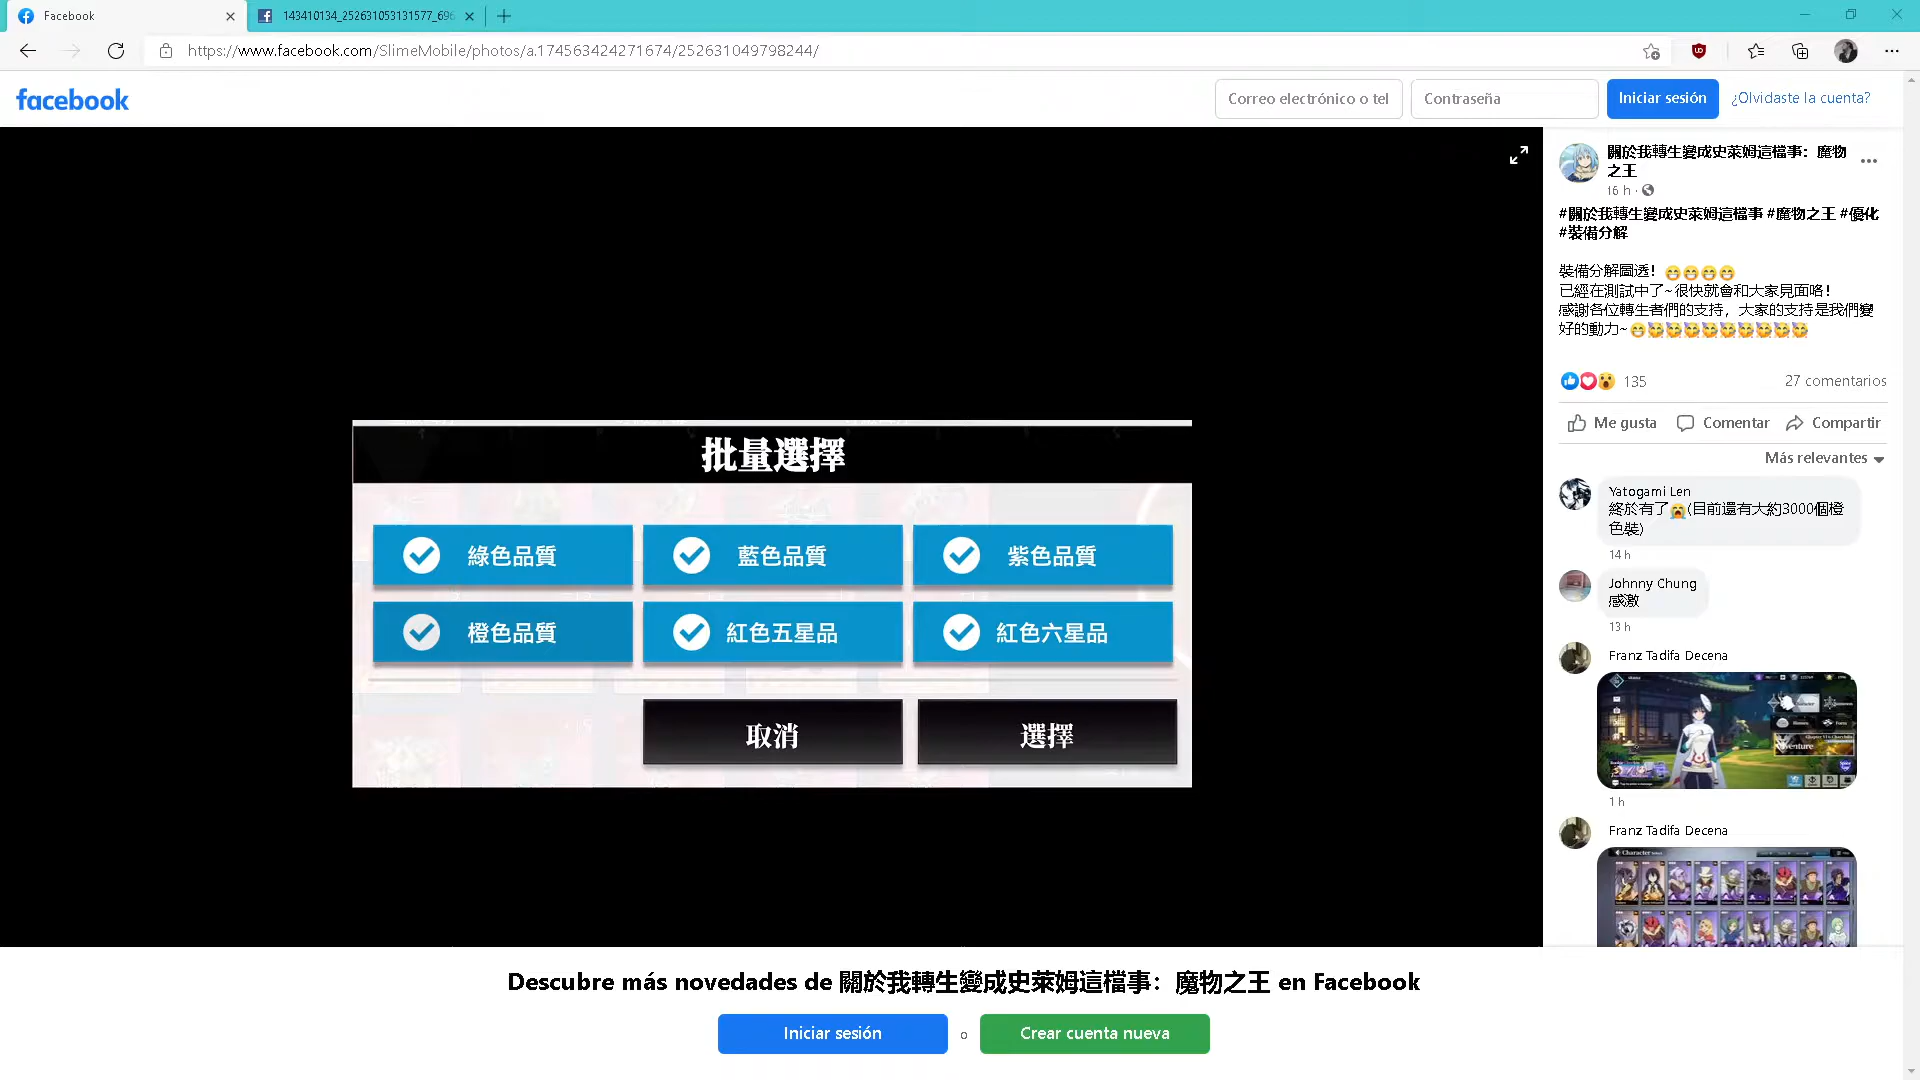 Facebook
143410134_252631053131577_696
https://www.facebook.com/SlimeMobile/photos/a.174563424271674/252631049798244/
facebook
Correo electrónico o tel
Contraseña
Iniciar sesión
¿Olvidaste la cuenta?
關於我轉生變成史萊姆這檔事：魔物
之王
16 h ·
#關於我轉生變成史萊姆這檔事 #魔物之王 #優化
#裝備分解
裝備分解圖透！😁😁😁😁
已經在測試中了~很快就會和大家見面咯！
感謝各位轉生者們的支持，大家的支持是我們變
好的動力~😁🥳🥳🥳🥳🥳🥳🥳🥳🥳
135
27 comentarios
Me gusta
Comentar
Compartir
Más relevantes
Yatogami Len
終於有了😭(目前還有大約3000個橙
色裝)
14 h
Johnny Chung
感激
13 h
Franz Tadifa Decena
1 h
Franz Tadifa Decena
Character
批量選擇
綠色品質
藍色品質
紫色品質
橙色品質
紅色五星品
紅色六星品
取消
選擇
Descubre más novedades de 關於我轉生變成史萊姆這檔事：魔物之王 en Facebook
Iniciar sesión
o
Crear cuenta nueva